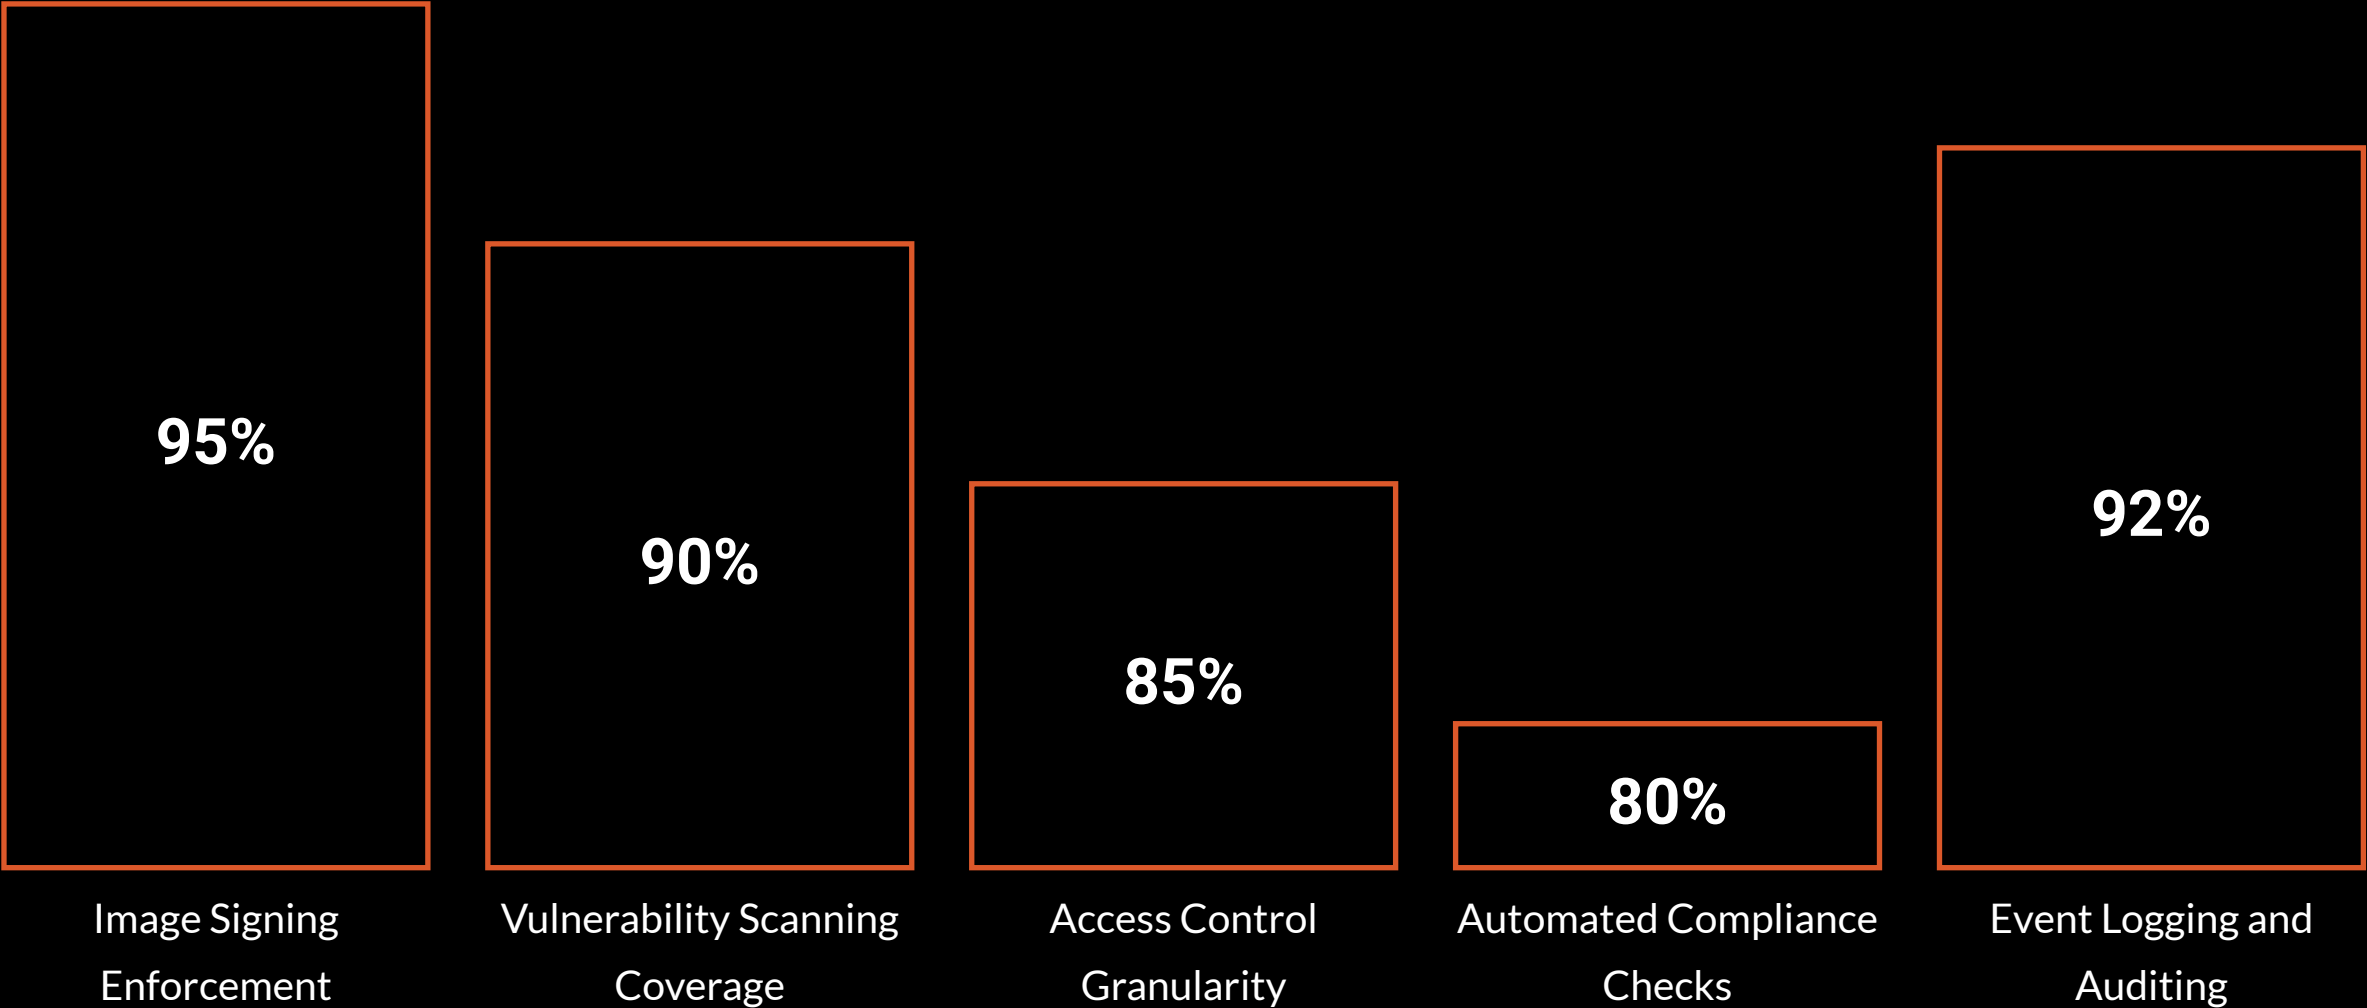 95%
90%
85%
80%
92%
Image Signing
Enforcement
Vulnerability Scanning
Coverage
Access Control
Granularity
Automated Compliance
Checks
Event Logging and
Auditing